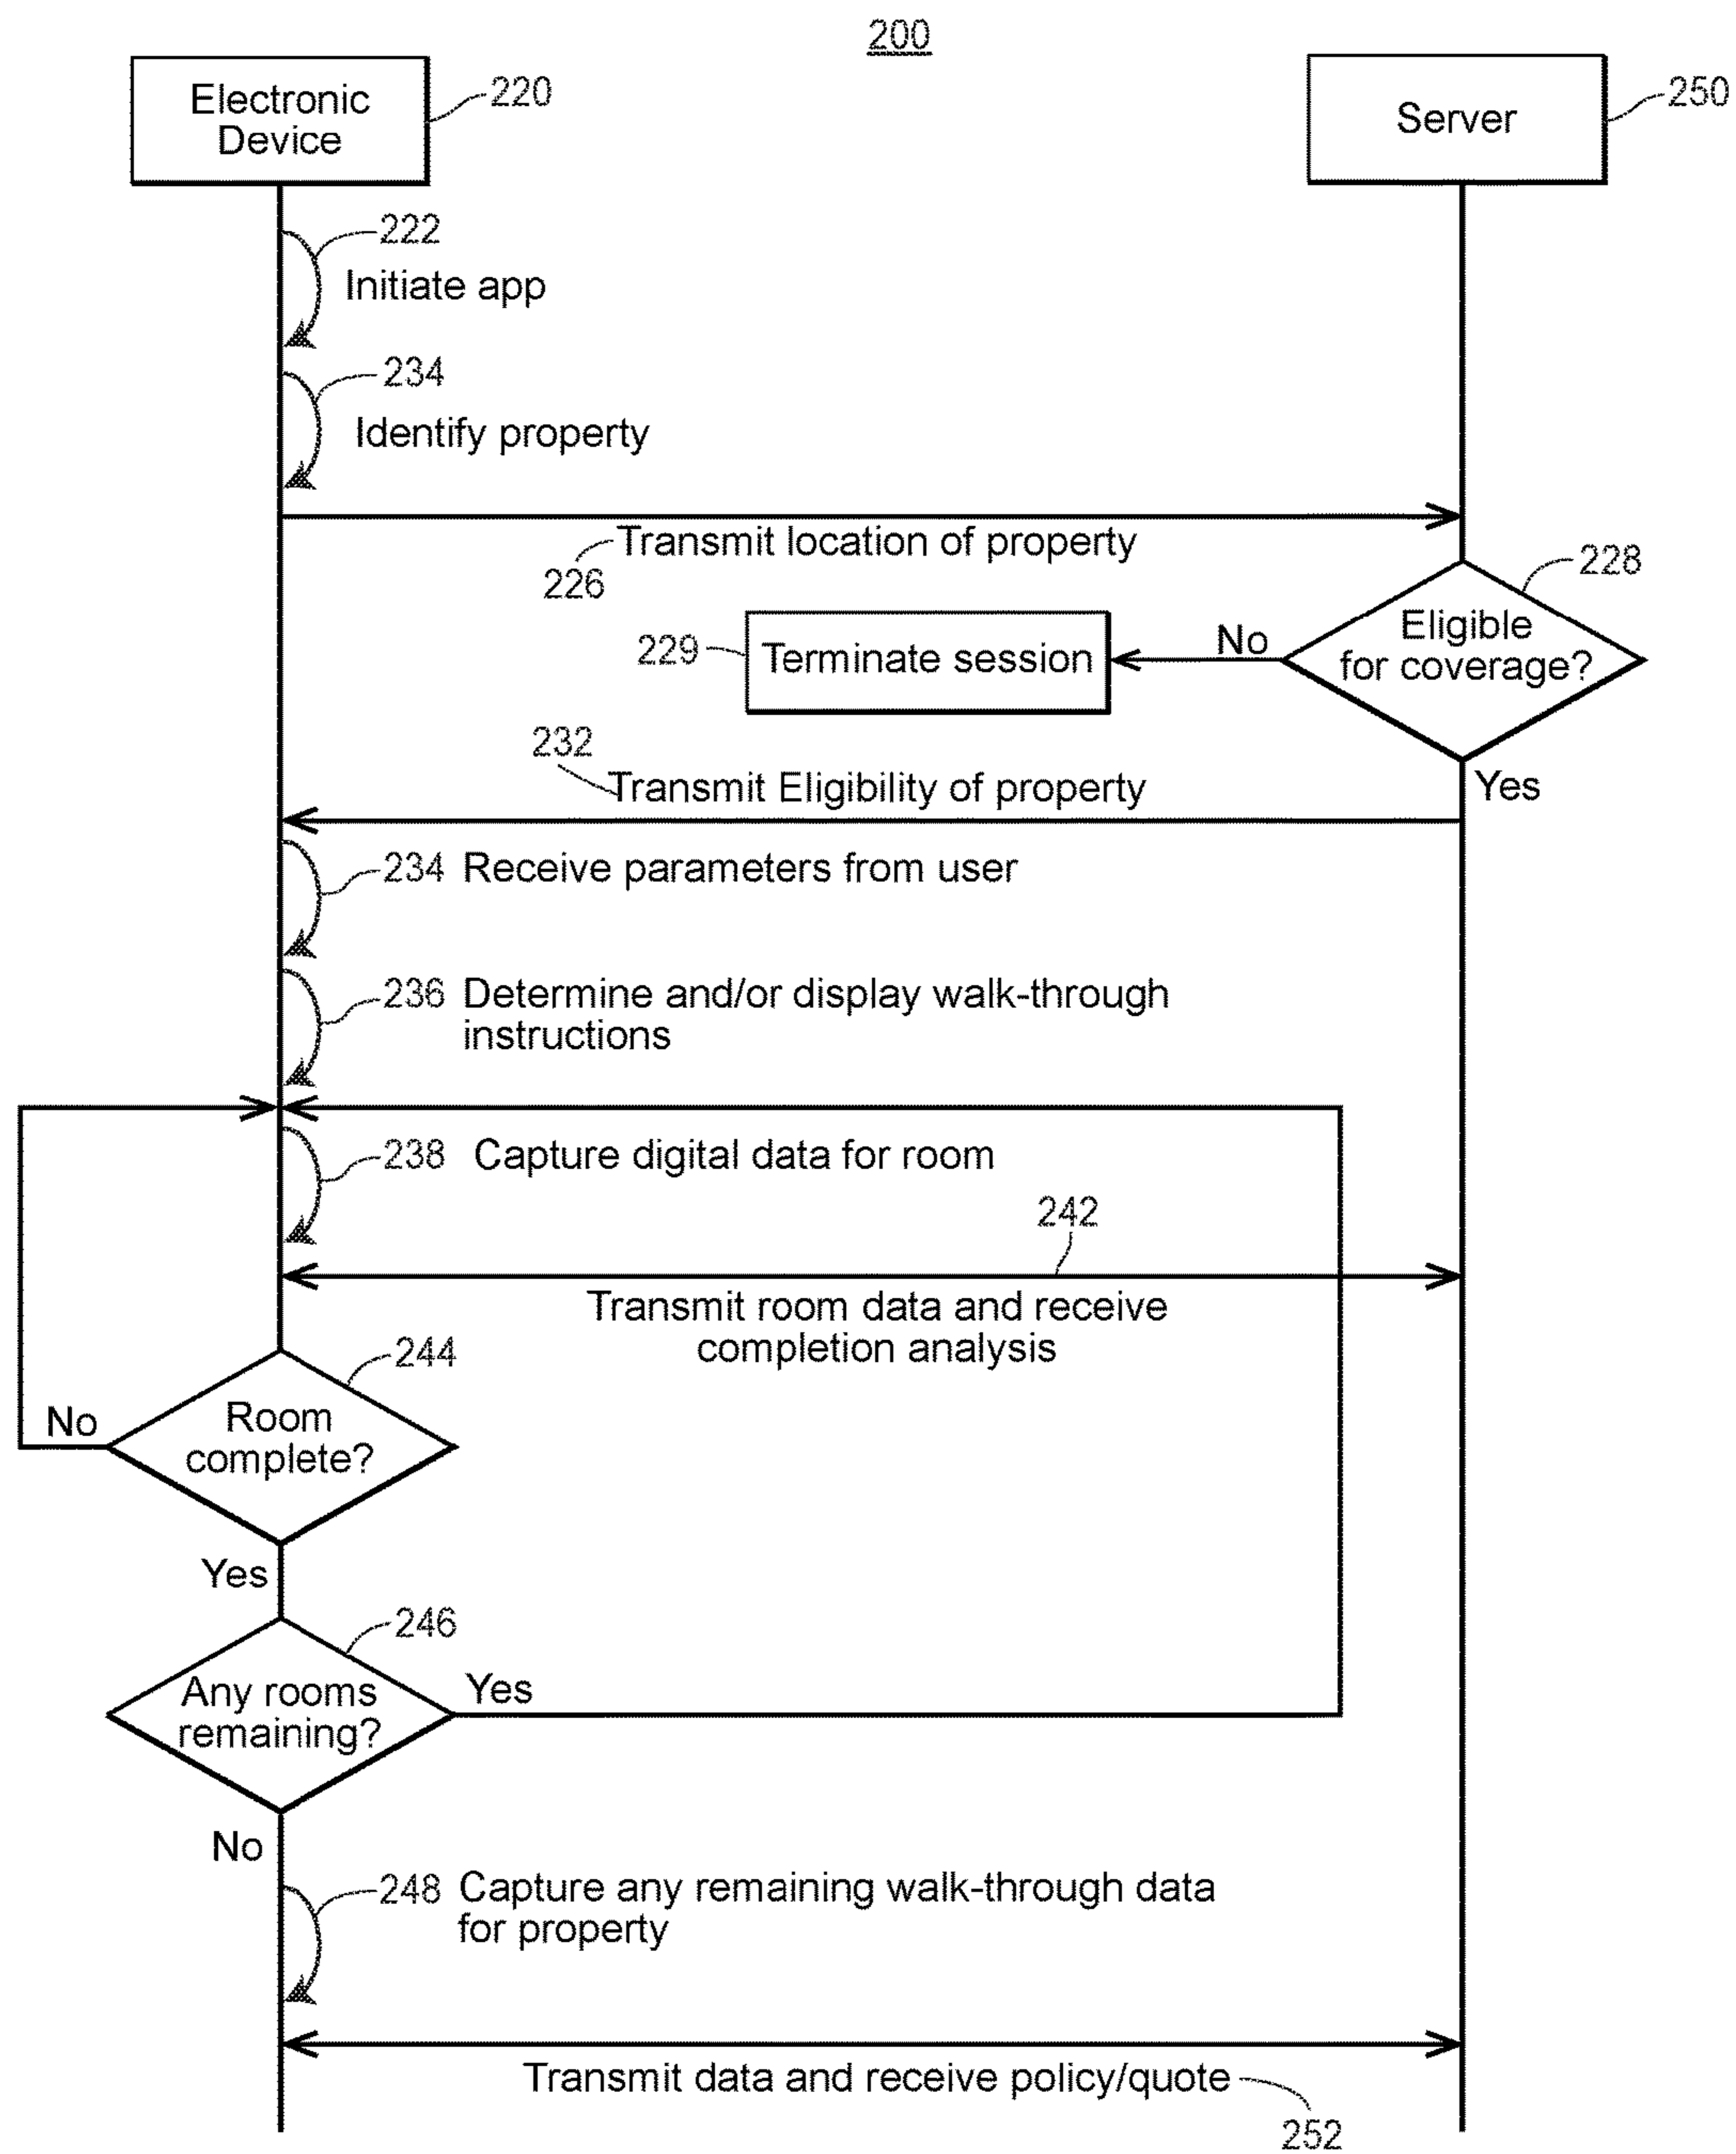 200
Electronic
Device
220
Server
250
222
Initiate app
234
Identify property
Transmit location of property
226
228
Eligible
for coverage?
No
229
Terminate session
232
Transmit Eligibility of property
Yes
234 Receive parameters from user
236 Determine and/or display walk-through
instructions
238 Capture digital data for room
242
Transmit room data and receive
completion analysis
244
Room
complete?
No
Yes
246
Any rooms
remaining?
Yes
No
248 Capture any remaining walk-through data
for property
Transmit data and receive policy/quote
252